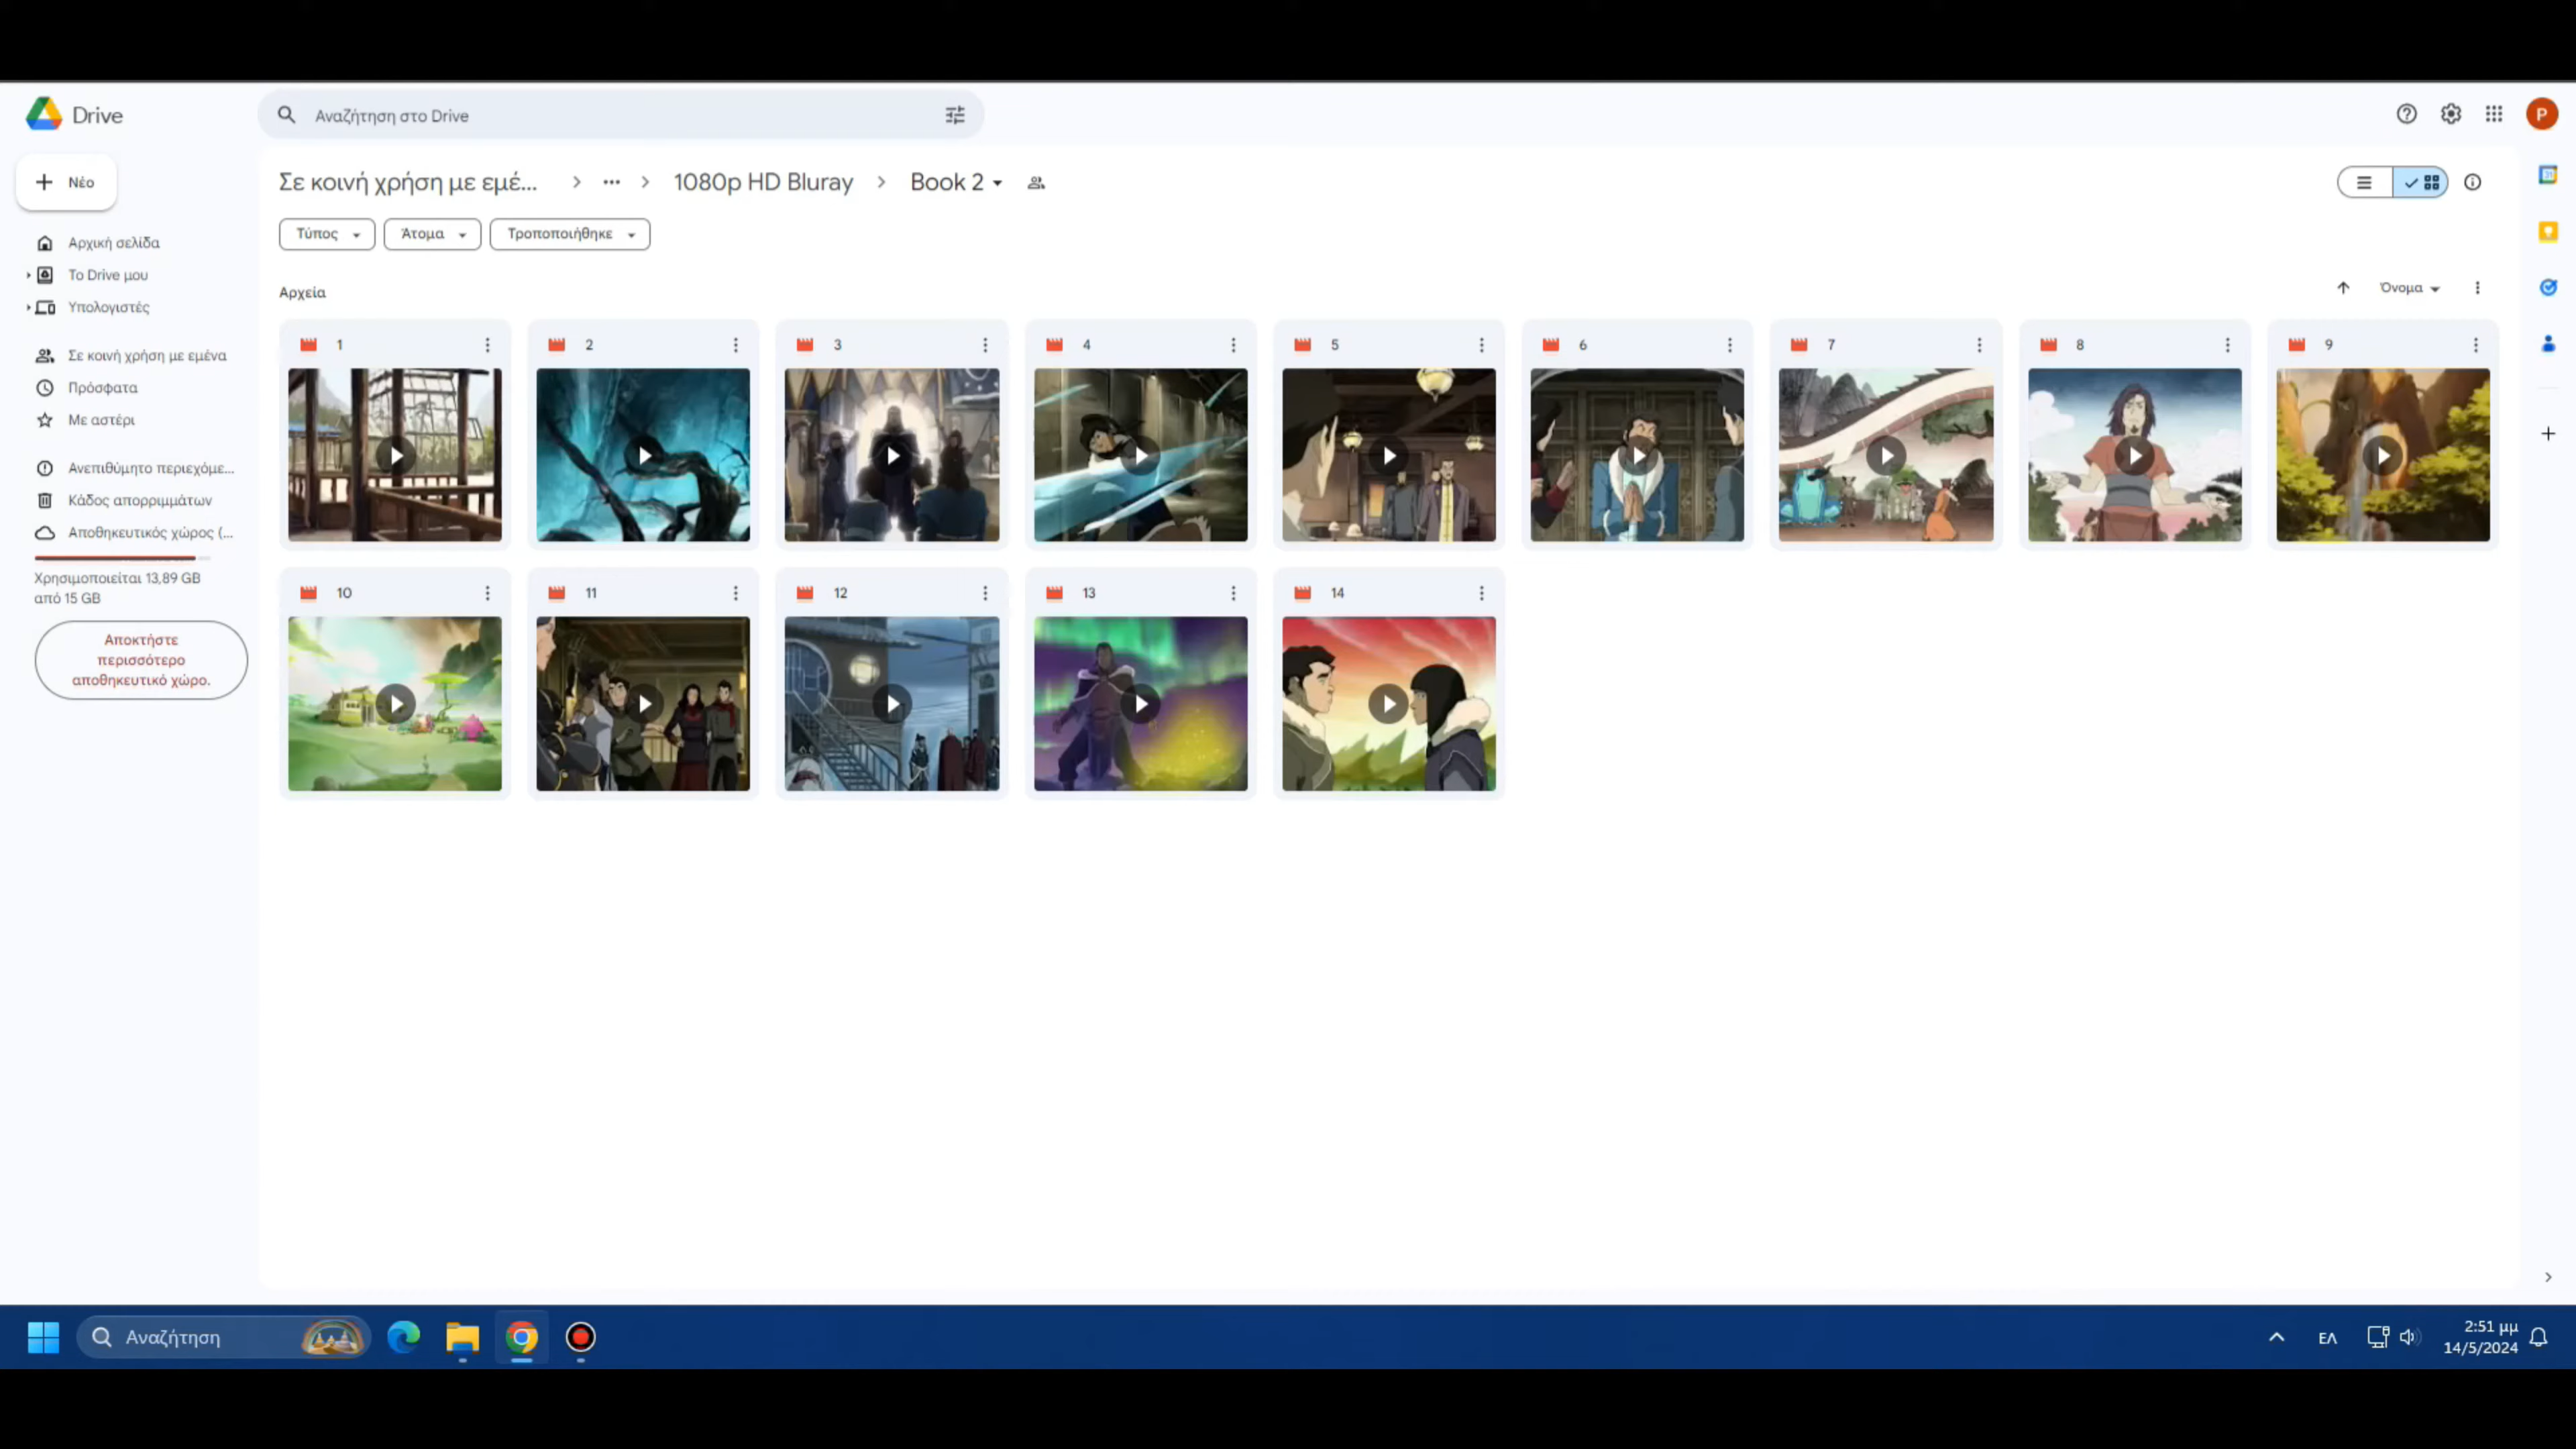 Drive
Αναζήτηση στο Drive
P
Νέο
Σε κοινή χρήση με εμέ... ... 1080p HD Bluray Book 2
Τύπος Άτομα Τροποποιήθηκε
Αρχική σελίδα
Το Drive μου
Υπολογιστές
Σε κοινή χρήση με εμένα
Πρόσφατα
Με αστέρι
Ανεπιθύμητο περιεχόμε...
Κάδος απορριμμάτων
Αποθηκευτικός χώρος (...
Χρησιμοποιείται 13,89 GB
από 15 GB
Αποκτήστε
περισσότερο
αποθηκευτικό χώρο.
Αρχεία
Όνομα
1 2 3 4 5 6 7 8 9
10 11 12 13 14
Αναζήτηση
ΕΛ
2:51 μμ
14/5/2024